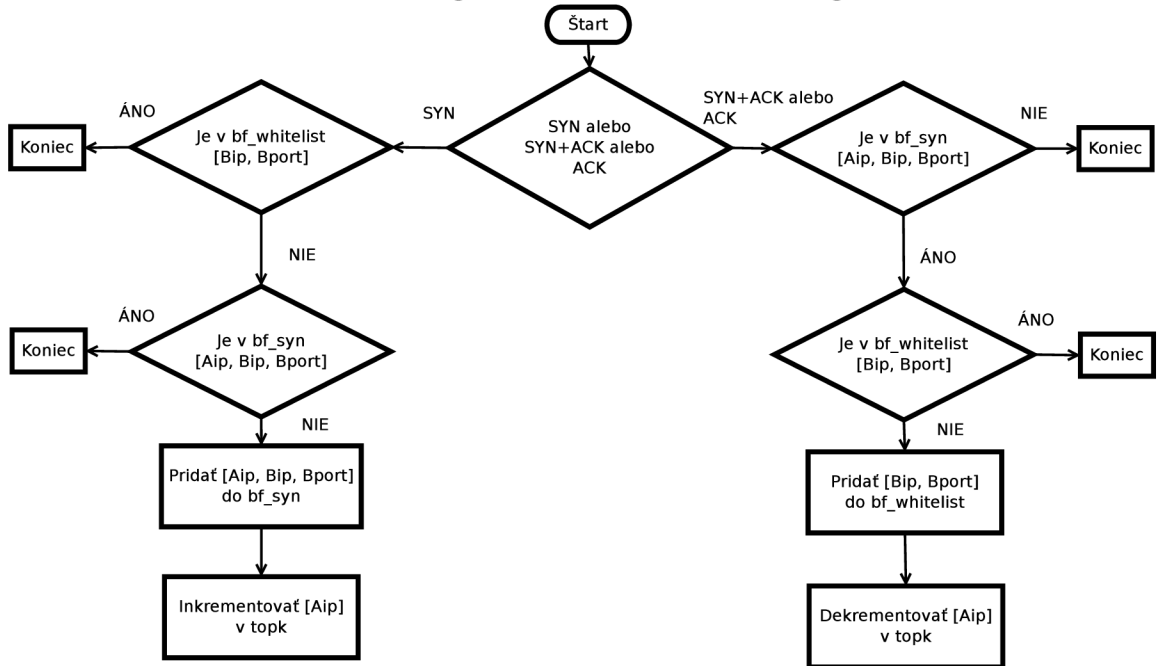 Štart
SYN alebo
SYN+ACK alebo
ACK
SYN
SYN+ACK alebo
ACK
Je v bf_whitelist
[Bip, Bport]
ÁNO
Koniec
NIE
Je v bf_syn
[Aip, Bip, Bport]
ÁNO
Koniec
NIE
Pridať [Aip, Bip, Bport]
do bf_syn
Inkrementovať [Aip]
v topk
Je v bf_syn
[Aip, Bip, Bport]
NIE
Koniec
ÁNO
Je v bf_whitelist
[Bip, Bport]
ÁNO
Koniec
NIE
Pridať [Bip, Bport]
do bf_whitelist
Dekrementovať [Aip]
v topk